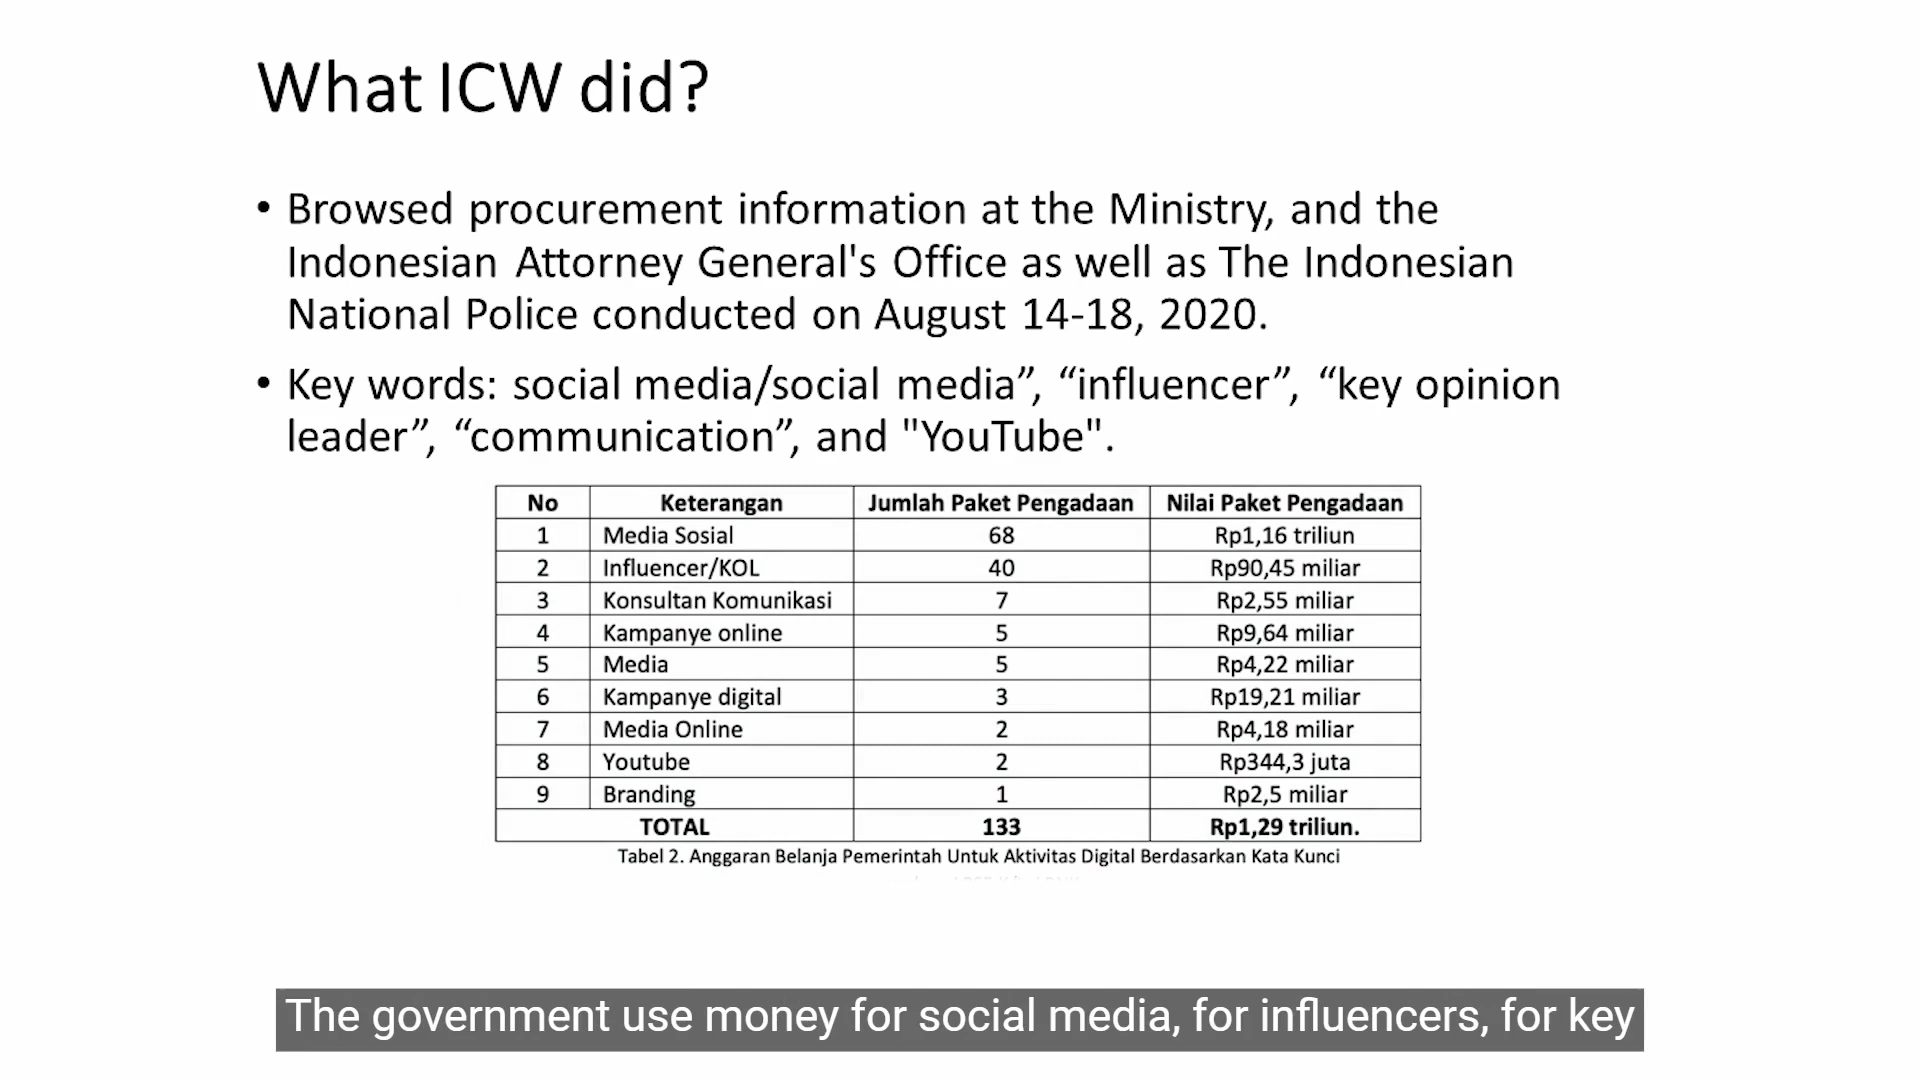 What ICW did?
• Browsed procurement information at the Ministry, and the
Indonesian Attorney General's Office as well as The Indonesian
National Police conducted on August 14-18, 2020.
• Key words: social media/social media”, “influencer”, “key opinion
leader”, “communication”, and "YouTube".
No Keterangan Jumlah Paket Pengadaan Nilai Paket Pengadaan
1 Media Sosial 68 Rp1,16 triliun
2 Influencer/KOL 40 Rp90,45 miliar
3 Konsultan Komunikasi 7 Rp2,55 miliar
4 Kampanye online 5 Rp9,64 miliar
5 Media 5 Rp4,22 miliar
6 Kampanye digital 3 Rp19,21 miliar
7 Media Online 2 Rp4,18 miliar
8 Youtube 2 Rp344,3 juta
9 Branding 1 Rp2,5 miliar
TOTAL 133 Rp1,29 triliun.
Tabel 2. Anggaran Belanja Pemerintah Untuk Aktivitas Digital Berdasarkan Kata Kunci
The government use money for social media, for influencers, for key